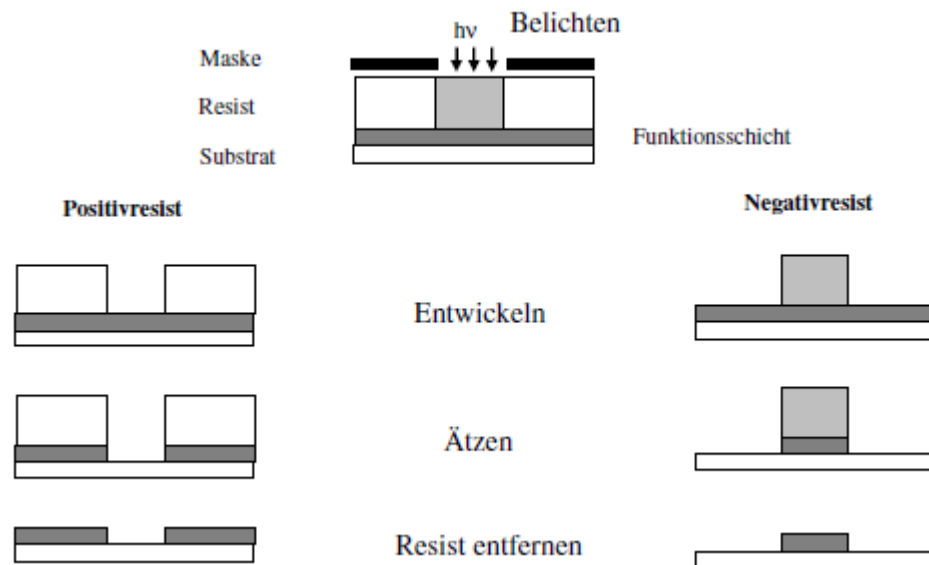 Belichten
hν
Maske
Resist
Funktionsschicht
Substrat
Positivresist
Negativresist
Entwickeln
Ätzen
Resist entfernen